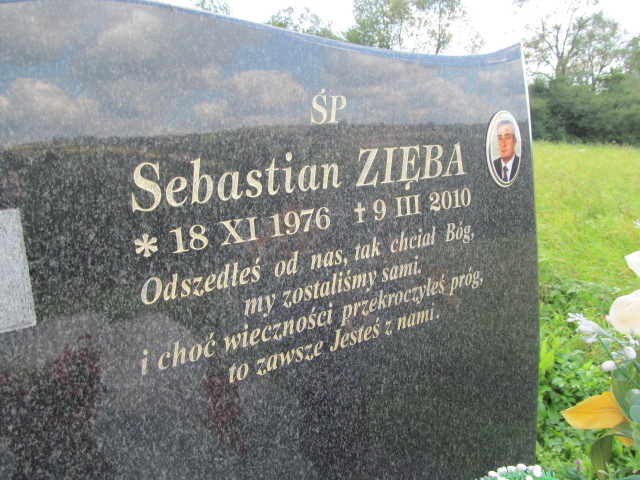 ŚP
Sebastian ZIĘBA
* 18 XI 1976 † 9 III 2010
Odszedłeś od nas, tak chciał Bóg,
my zostaliśmy sami.
i choć wieczności przekroczyłeś próg,
to zawsze Jesteś z nami.